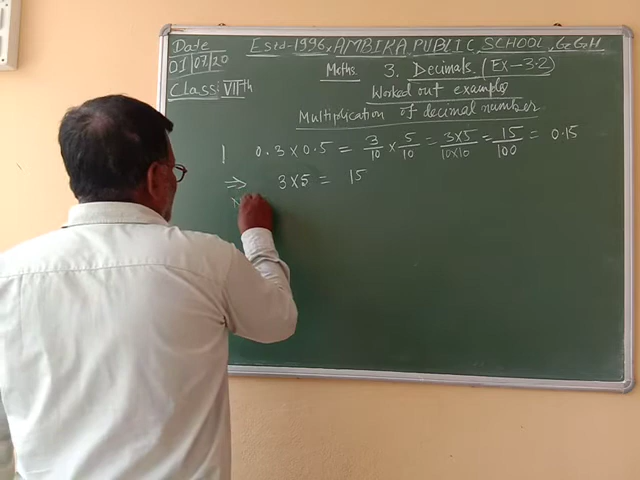 Date
01/07/20
Class: VIIth
Estd-1996, AMBIKA PUBLIC SCHOOL,
Maths. 3. Decimals. (Ex-3.2)
Worked out examples
Multiplication of decimal number
1 0.3 × 0.5 = 3/10 × 5/10 = 3×5/10×10 = 15/100 = 0.15
⇒ 3×5 = 15